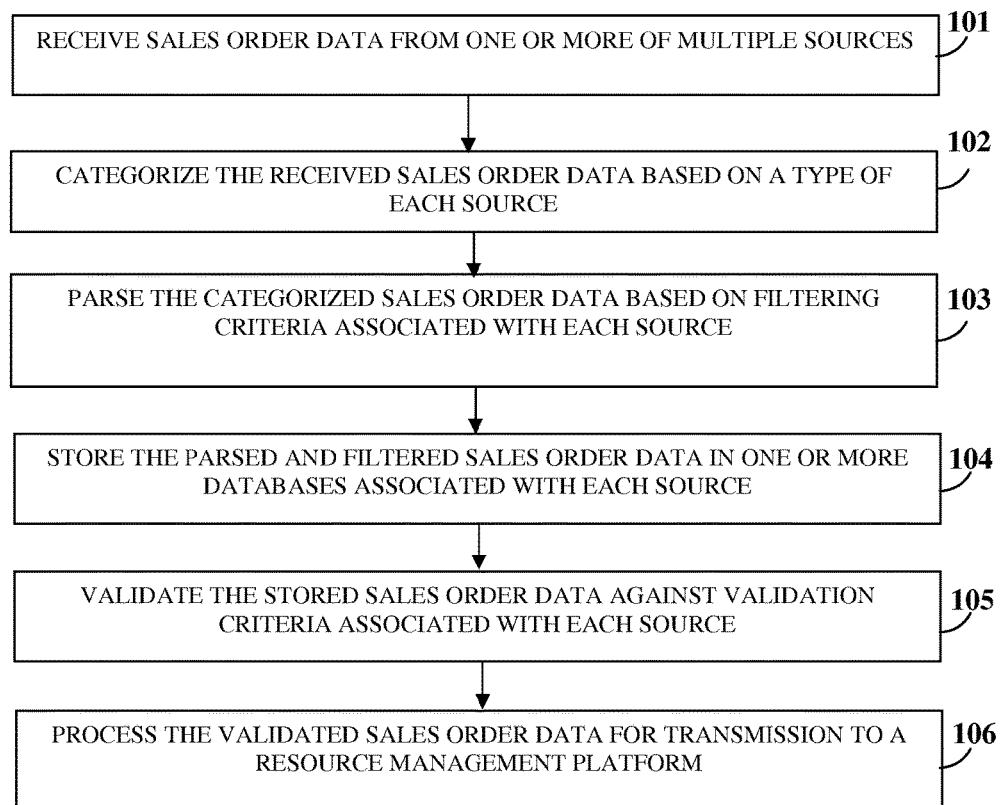 RECEIVE SALES ORDER DATA FROM ONE OR MORE OF MULTIPLE SOURCES
101
CATEGORIZE THE RECEIVED SALES ORDER DATA BASED ON A TYPE OF
EACH SOURCE
102
PARSE THE CATEGORIZED SALES ORDER DATA BASED ON FILTERING
CRITERIA ASSOCIATED WITH EACH SOURCE
103
STORE THE PARSED AND FILTERED SALES ORDER DATA IN ONE OR MORE
DATABASES ASSOCIATED WITH EACH SOURCE
104
VALIDATE THE STORED SALES ORDER DATA AGAINST VALIDATION
CRITERIA ASSOCIATED WITH EACH SOURCE
105
PROCESS THE VALIDATED SALES ORDER DATA FOR TRANSMISSION TO A
RESOURCE MANAGEMENT PLATFORM
106